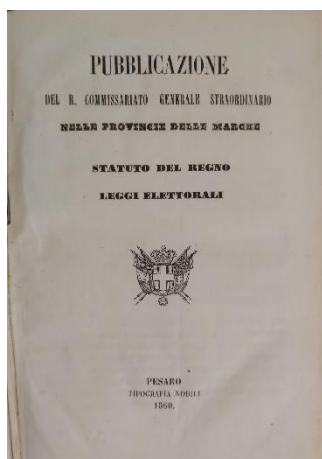 PUBBLICAZIONE
DEL R. COMMISSARIATO GENERALE STRAORDINARIO
NELLE PROVINCIE DELLE MARCHE
STATUTO DEL REGNO
LEGGI ELETTORALI
PESARO
TIPOGRAFIA NOBILI
1860.